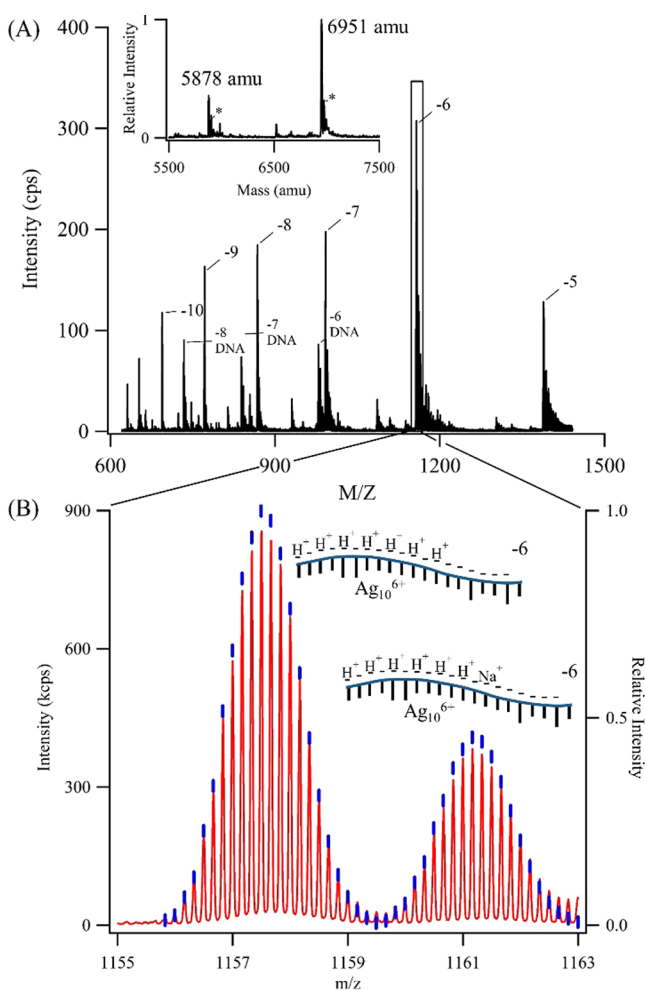 (A)
400
300
200
100
0
Intensity (cps)
1
0
Relative Intensity
5878 amu
6951 amu
*
*
5500
6500
7500
Mass (amu)
-10
-9
-8
-7
-6
-5
-8
DNA
-7
DNA
-6
DNA
600
900
1200
1500
M/Z
(B)
900
600
300
0
Intensity (kcps)
H+ H+ H+ H+ H- H+ H+
-6
Ag10 6+
H+ H+ H+ H+ H+ H+ Na+
-6
Ag10 6+
1.0
0.5
0.0
Relative Intensity
1155
1157
1159
1161
1163
m/z